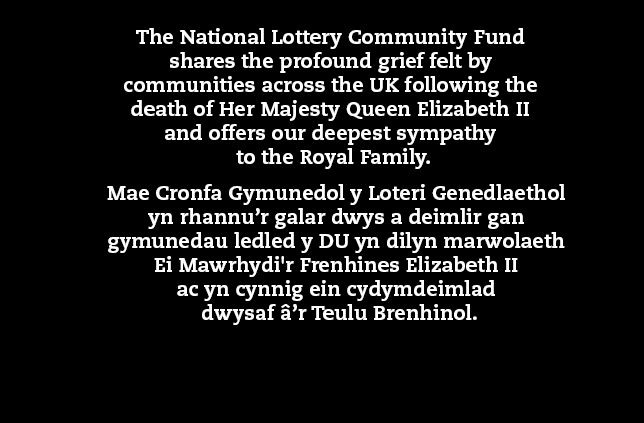 The National Lottery Community Fund
shares the profound grief felt by
communities across the UK following the
death of Her Majesty Queen Elizabeth II
and offers our deepest sympathy
to the Royal Family.
Mae Cronfa Gymunedol y Loteri Genedlaethol
yn rhannu’r galar dwys a deimlir gan
gymunedau ledled y DU yn dilyn marwolaeth
Ei Mawrhydi'r Frenhines Elizabeth II
ac yn cynnig ein cydymdeimlad
dwysaf â’r Teulu Brenhinol.